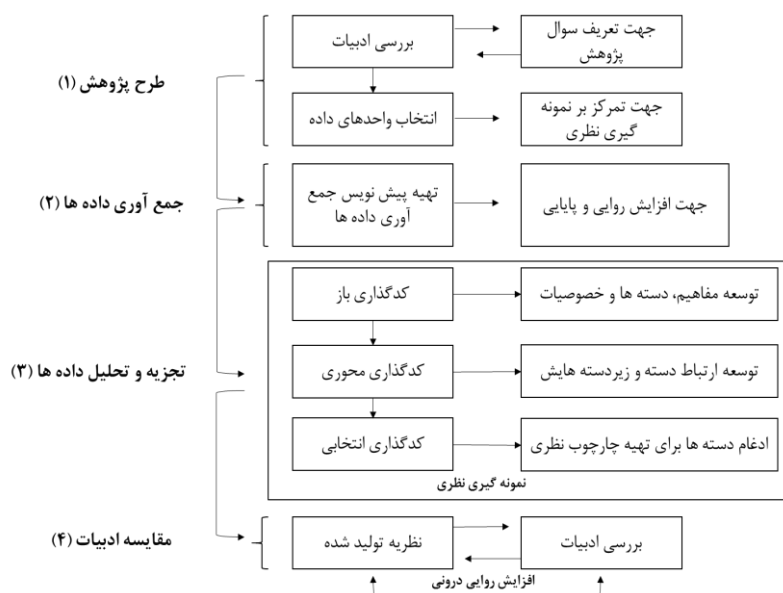 طرح پژوهش (۱)
بررسی ادبیات
جهت تعریف سوال
پژوهش
انتخاب واحدهای داده
جهت تمرکز بر نمونه
گیری نظری
جمع آوری داده ها (۲)
تهیه پیش نویس جمع
آوری داده ها
جهت افزایش روایی و پایایی
تجزیه و تحلیل داده ها (۳)
کدگذاری باز
توسعه مفاهیم، دسته ها و خصوصیات
کدگذاری محوری
توسعه ارتباط دسته و زیردسته هایش
کدگذاری انتخابی
ادغام دسته ها برای تهیه چارچوب نظری
نمونه گیری نظری
مقایسه ادبیات (۴)
نظریه تولید شده
بررسی ادبیات
افزایش روایی درونی